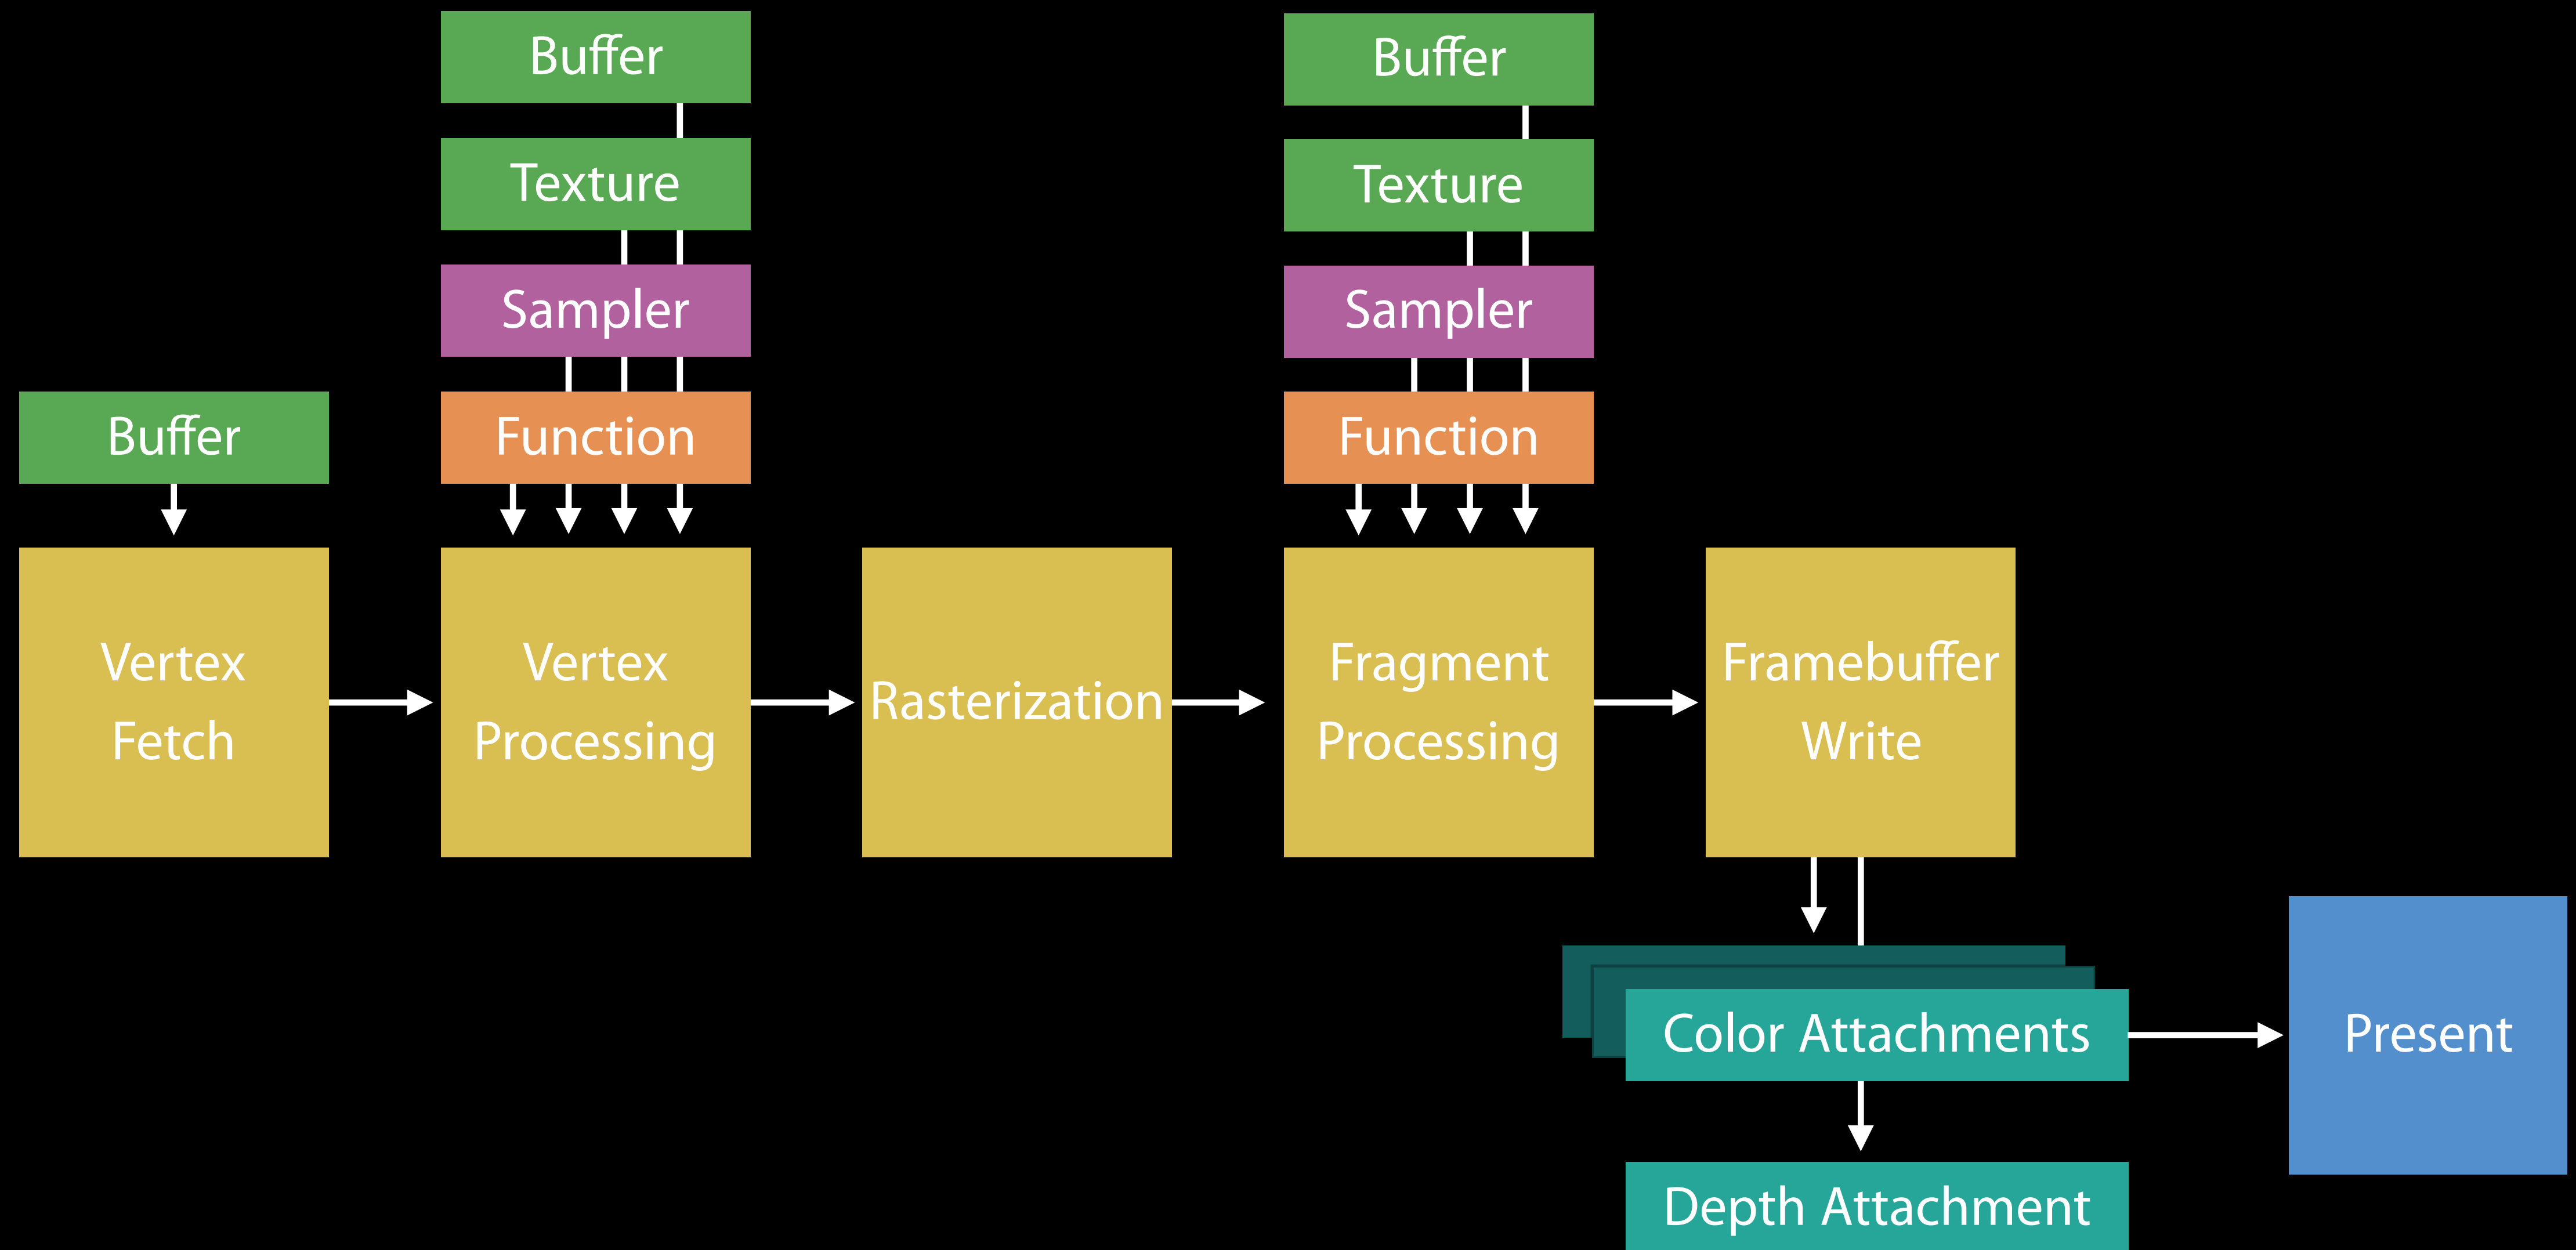 Buffer
Buffer
Texture
Texture
Sampler
Sampler
Buffer
Function
Function
Vertex
Fetch
Vertex
Processing
Rasterization
Fragment
Processing
Framebuffer
Write
Color Attachments
Present
Depth Attachment